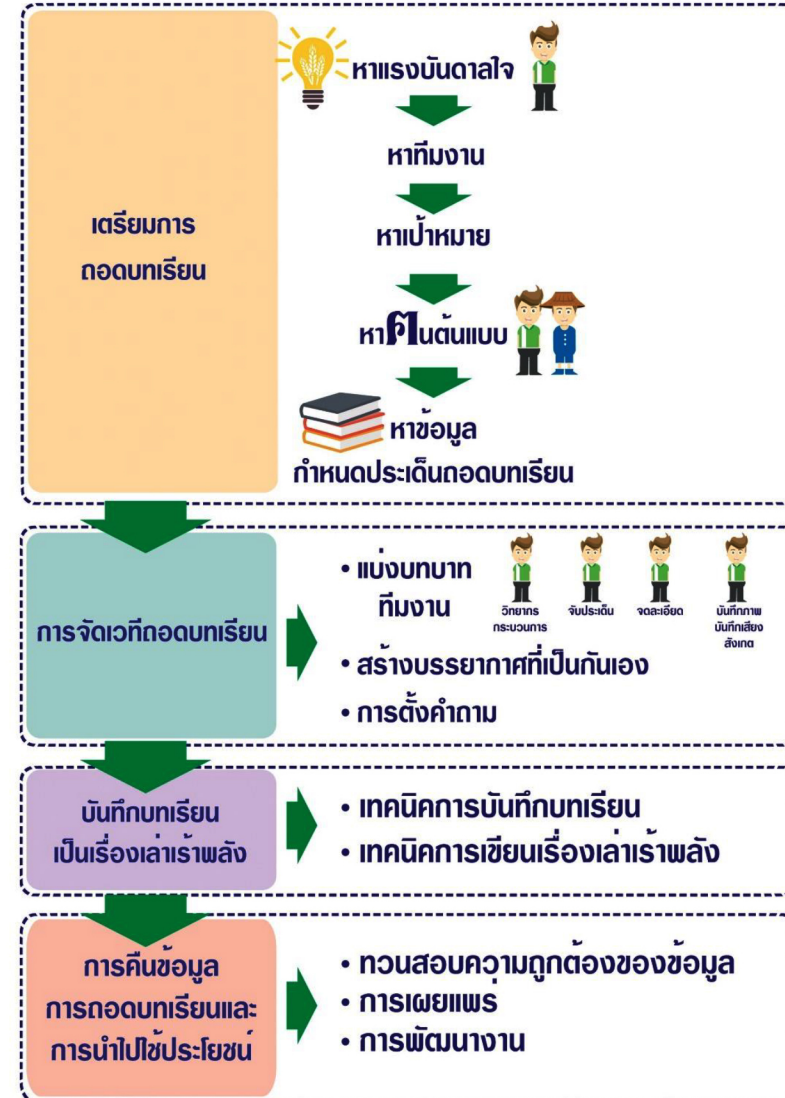 เตรียมการ
ถอดบทเรียน
หาแรงบันดาลใจ
หาทีมงาน
หาเป้าหมาย
หาฅนต้นแบบ
หาข้อมูล
กำหนดประเด็นถอดบทเรียน
การจัดเวทีถอดบทเรียน
• แบ่งบทบาท
ทีมงาน
วิทยากร
กระบวนการ
จับประเด็น
จดละเอียด
บันทึกภาพ
บันทึกเสียง
สังเกต
• สร้างบรรยากาศที่เป็นกันเอง
• การตั้งคำถาม
บันทึกบทเรียน
เป็นเรื่องเล่าเร้าพลัง
• เทคนิคการบันทึกบทเรียน
• เทคนิคการเขียนเรื่องเล่าเร้าพลัง
การคืนข้อมูล
การถอดบทเรียนและ
การนำไปใช้ประโยชน์
• ทวนสอบความถูกต้องของข้อมูล
• การเผยแพร่
• การพัฒนางาน